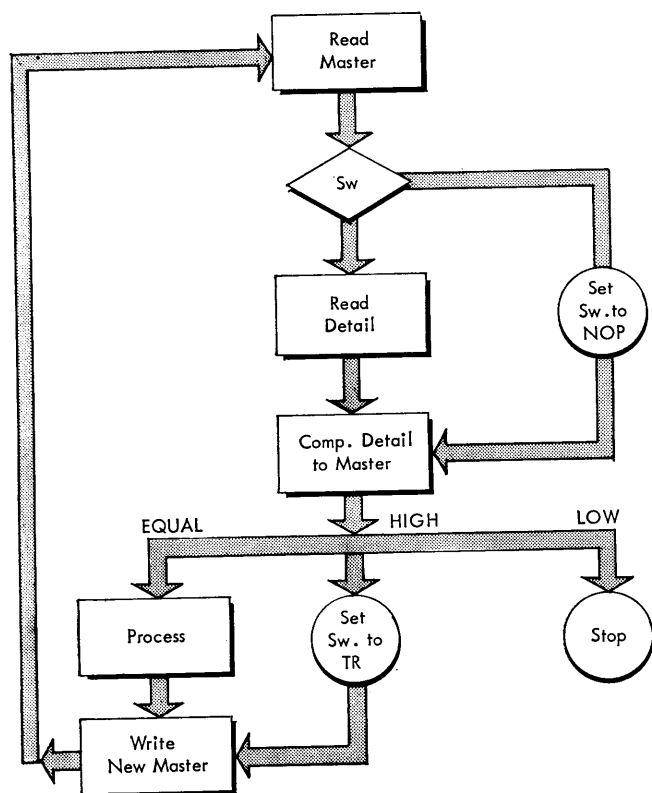 Read
Master
Sw
Read
Detail
Set
Sw. to
NOP
Comp. Detail
to Master
EQUAL
HIGH
LOW
Process
Set
Sw. to
TR
Stop
Write
New Master